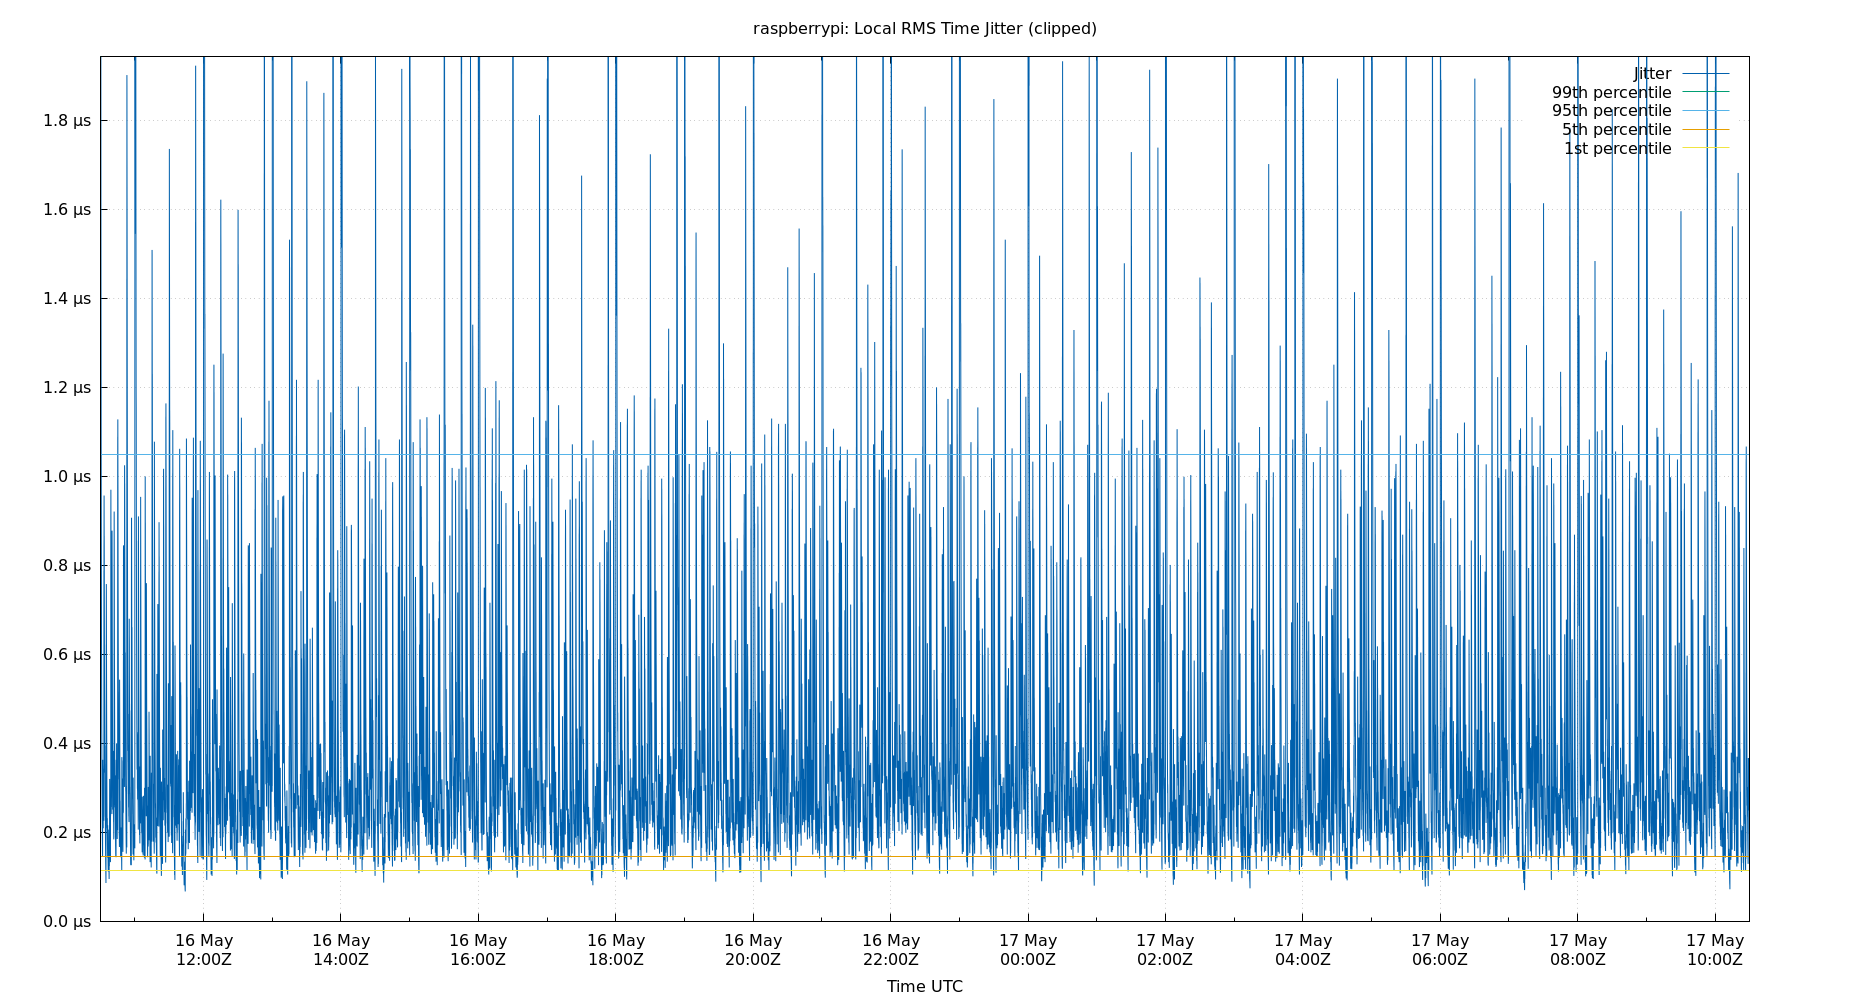 raspberrypi: Local RMS Time Jitter (clipped)
Jitter
99th percentile
95th percentile
5th percentile
1st percentile
1.8 µs
1.6 µs
1.4 µs
1.2 µs
1.0 µs
0.8 µs
0.6 µs
0.4 µs
0.2 µs
0.0 µs
16 May 16 May 16 May 16 May 16 May 16 May 17 May 17 May 17 May 17 May 17 May 17 May
12:00Z 14:00Z 16:00Z 18:00Z 20:00Z 22:00Z 00:00Z 02:00Z 04:00Z 06:00Z 08:00Z 10:00Z
Time UTC